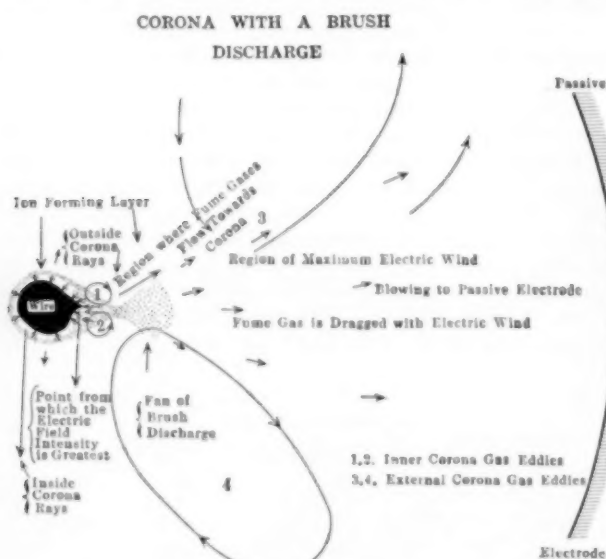 CORONA WITH A BRUSH
DISCHARGE
Passive
Ion Forming Layer
Outside
Corona
Rays
Region where Fume Gases
Flow Towards
Corona 3
Region of Maximum Electric Wind
Blowing to Passive Electrode
Wire
1
2
Fume Gas is Dragged with Electric Wind
Point from
which the
Electric
Field
Intensity
is Greatest
Fan of
Brush
Discharge
Inside
Corona
Rays
4
1,2. Inner Corona Gas Eddies
3,4. External Corona Gas Eddies
Electrode